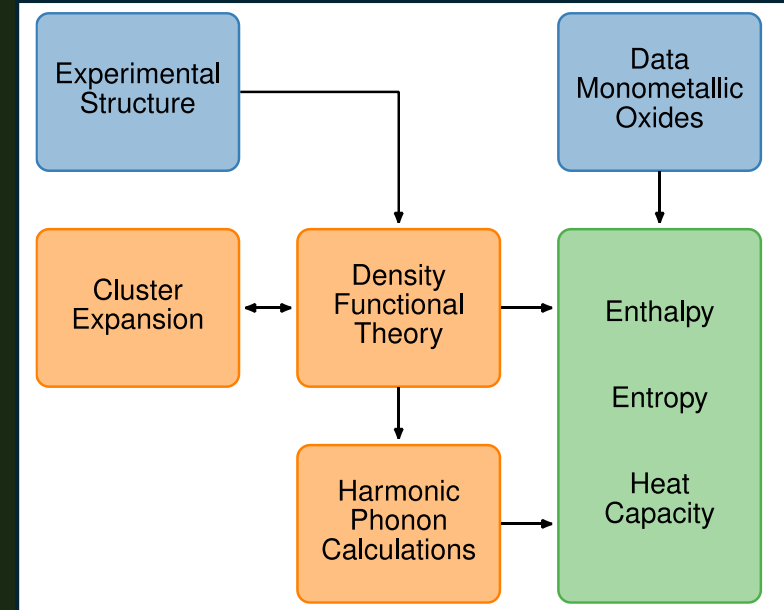 Experimental
Structure
Data
Monometallic
Oxides
Cluster
Expansion
Density
Functional
Theory
Enthalpy
Entropy
Heat
Capacity
Harmonic
Phonon
Calculations